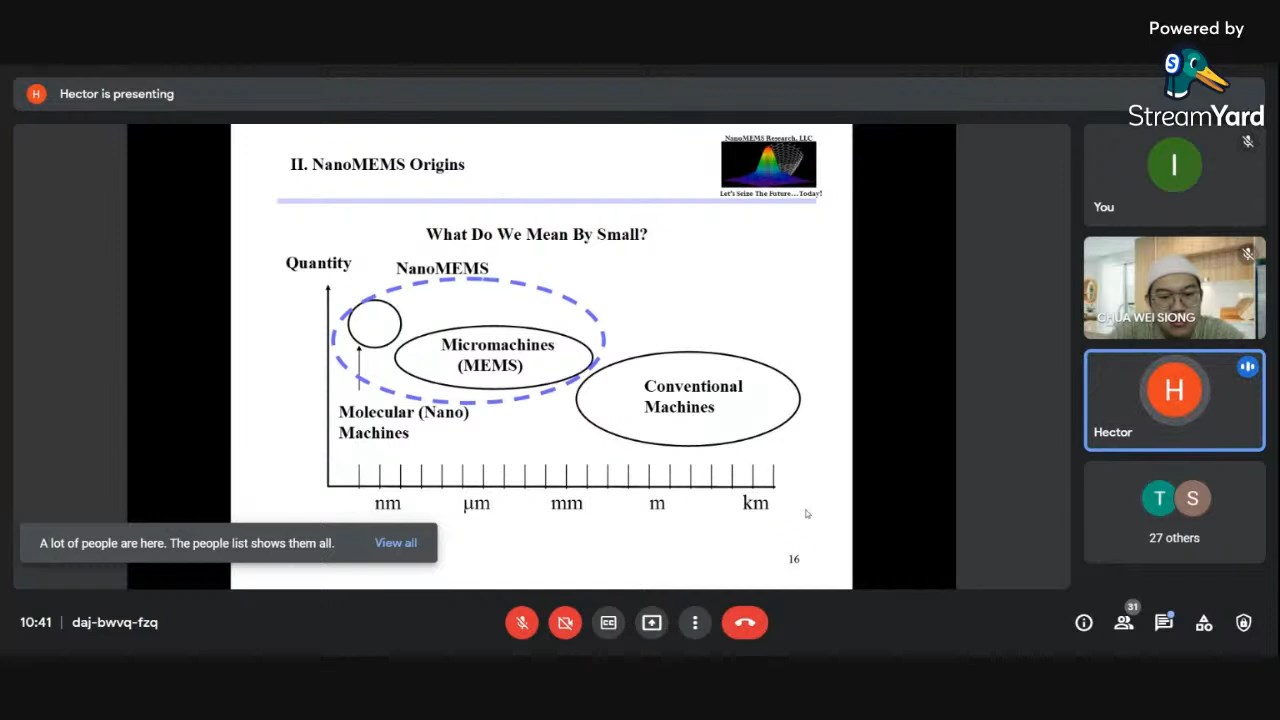 Powered by
StreamYard
H
Hector is presenting
II. NanoMEMS Origins
NanoMEMS Research, LLC
Let's Seize The Future...Today!
What Do We Mean By Small?
Quantity
NanoMEMS
Micromachines
(MEMS)
Conventional
Machines
Molecular (Nano)
Machines
nm
μm
mm
m
km
16
A lot of people are here. The people list shows them all.
View all
I
You
CHUA WEI SIONG
H
Hector
T
S
27 others
10:41
daj-bwvq-fzq
CC
31